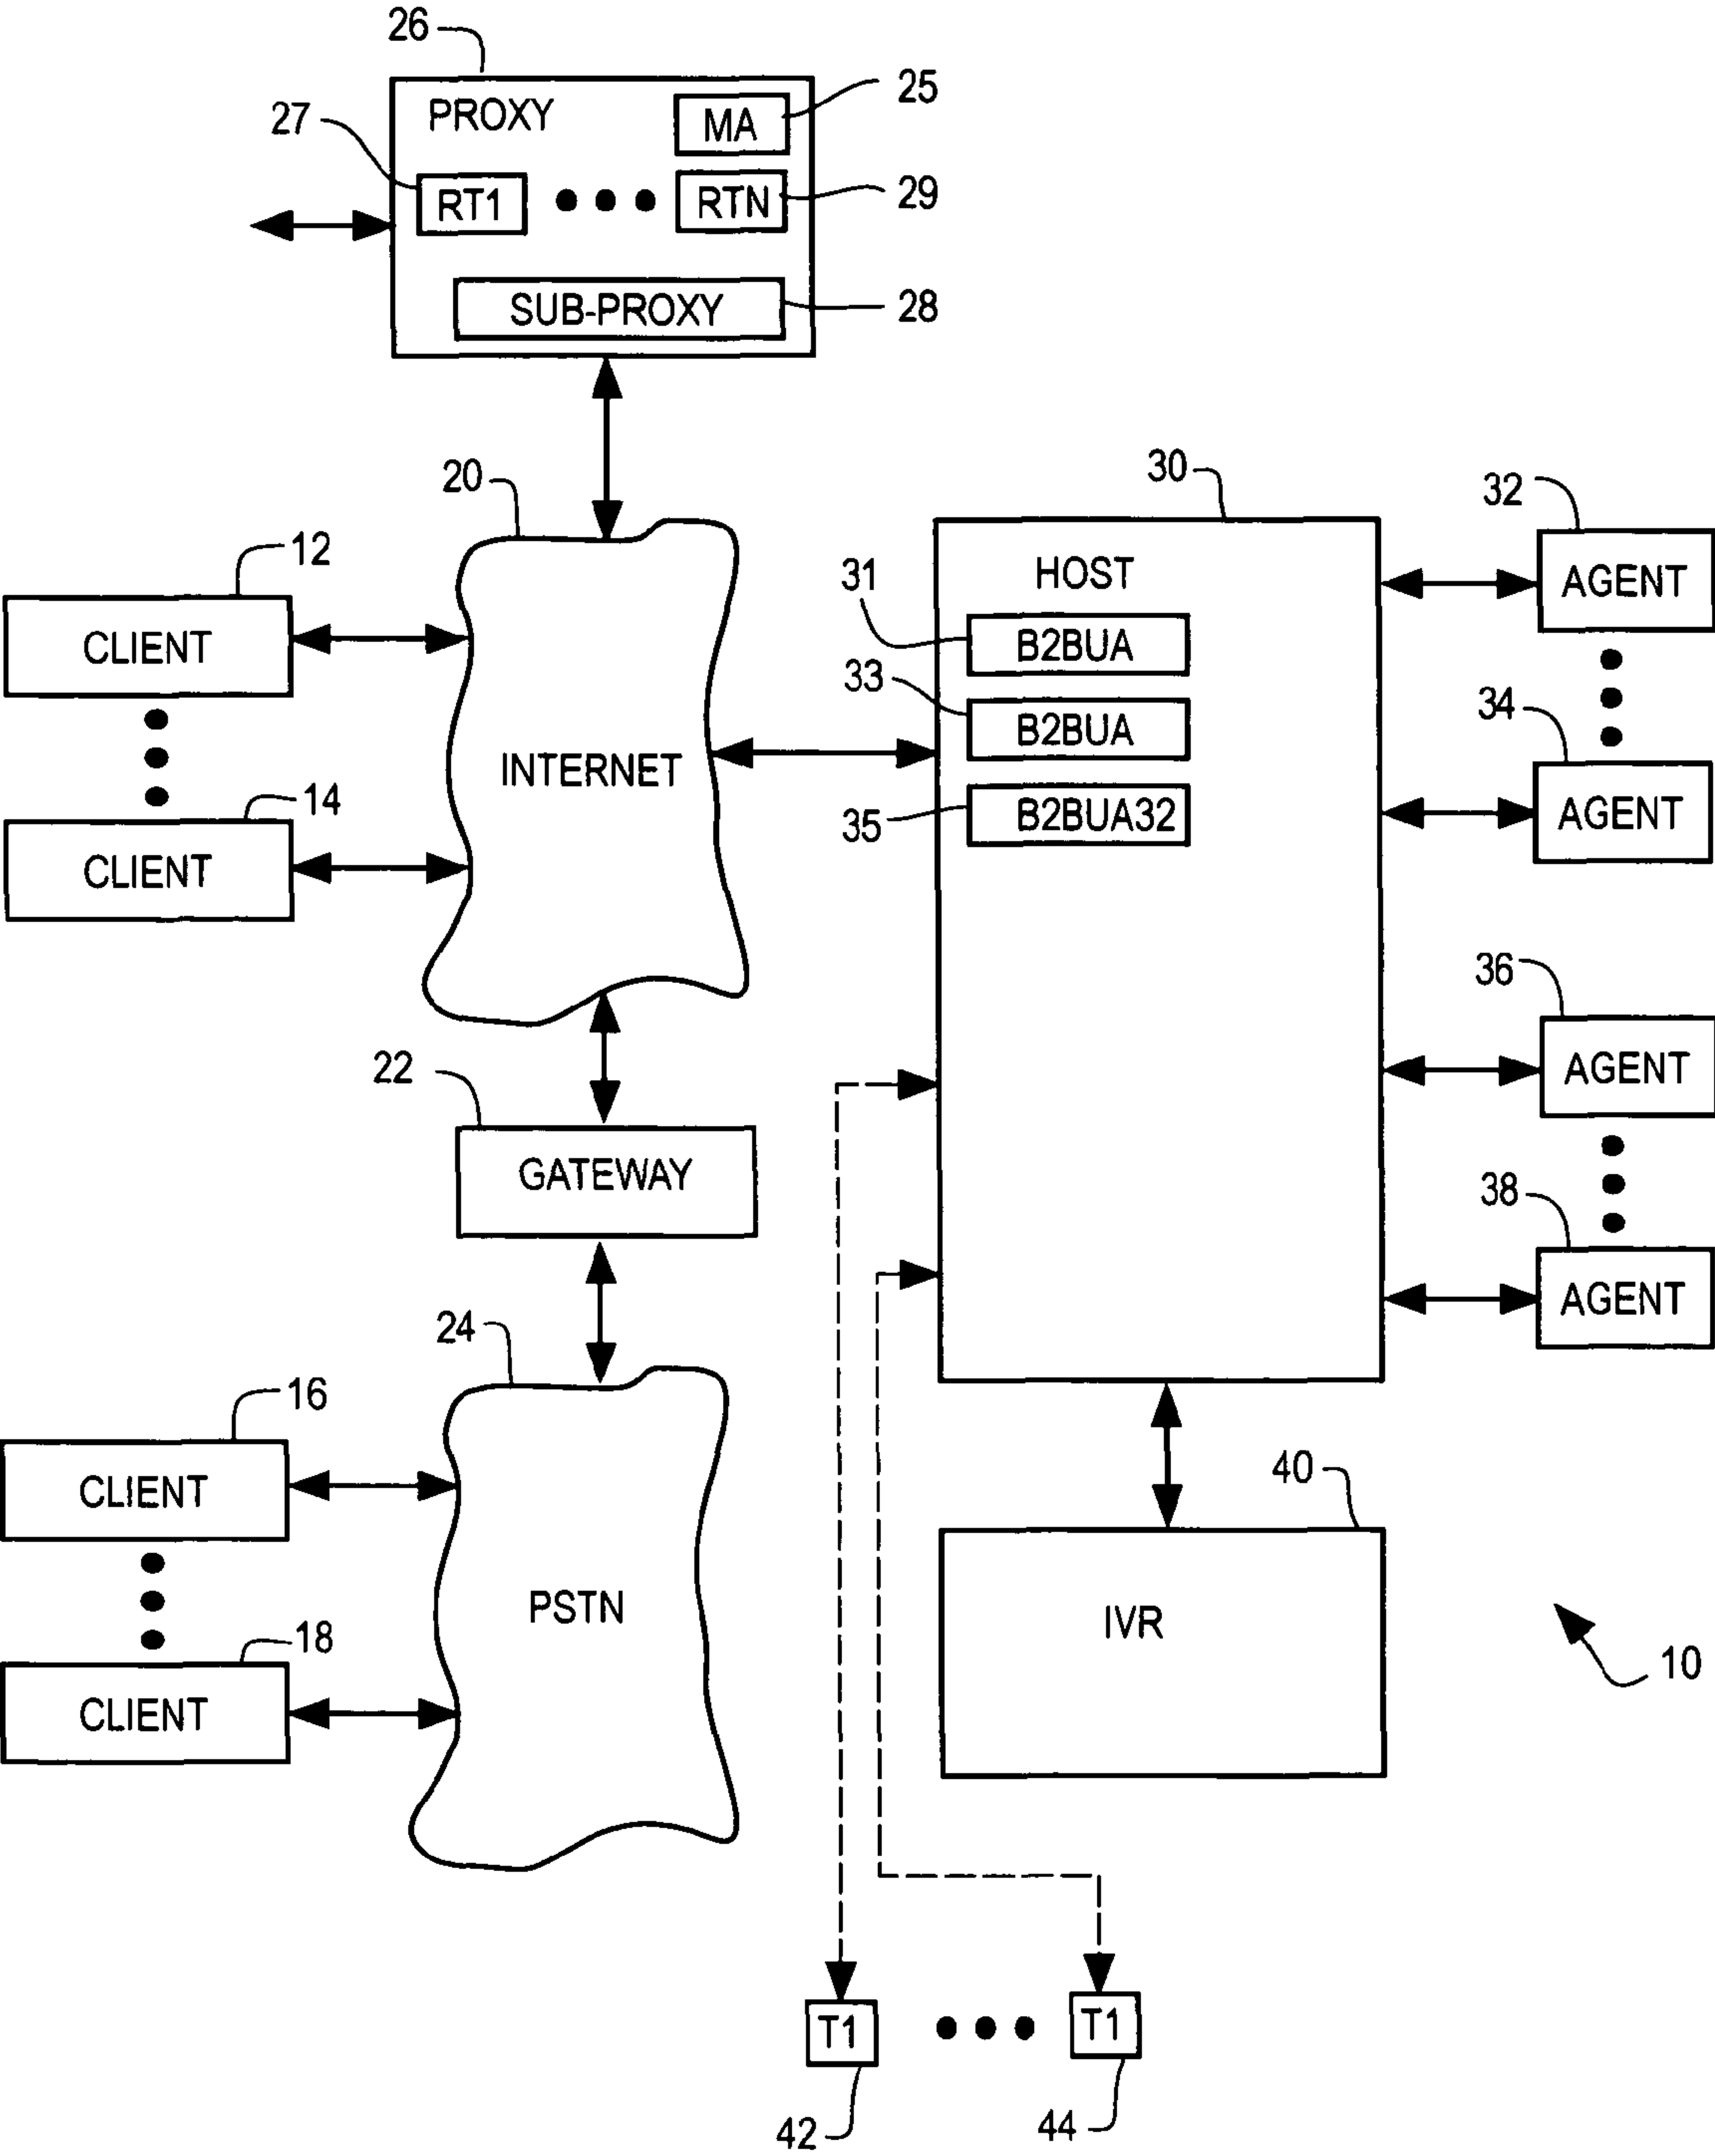 26
PROXY
MA
25
27
RT1
RTN
29
SUB-PROXY
28
20
30
32
12
HOST
AGENT
31
CLIENT
B2BUA
33
B2BUA
34
INTERNET
14
35
B2BUA32
AGENT
CLIENT
36
22
AGENT
GATEWAY
38
24
AGENT
16
40
CLIENT
PSTN
IVR
18
10
CLIENT
T1
T1
42
44